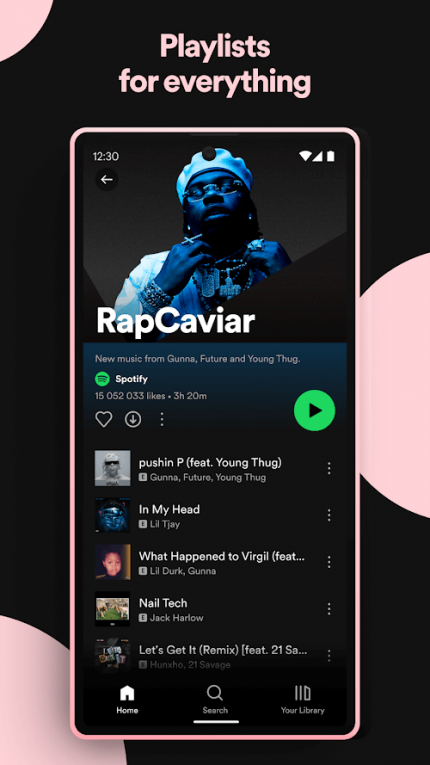 Playlists
for everything
12:30
RapCaviar
New music from Gunna, Future and Young Thug.
Spotify
15 052 033 likes • 3h 20m
pushin P (feat. Young Thug)
E Gunna, Future, Young Thug
In My Head
E Lil Tjay
What Happened to Virgil (feat...
E Lil Durk, Gunna
Nail Tech
E Jack Harlow
Let's Get It (Remix) [feat. 21 Sa...
E Hunxho, 21 Savage
Home Search Your Library